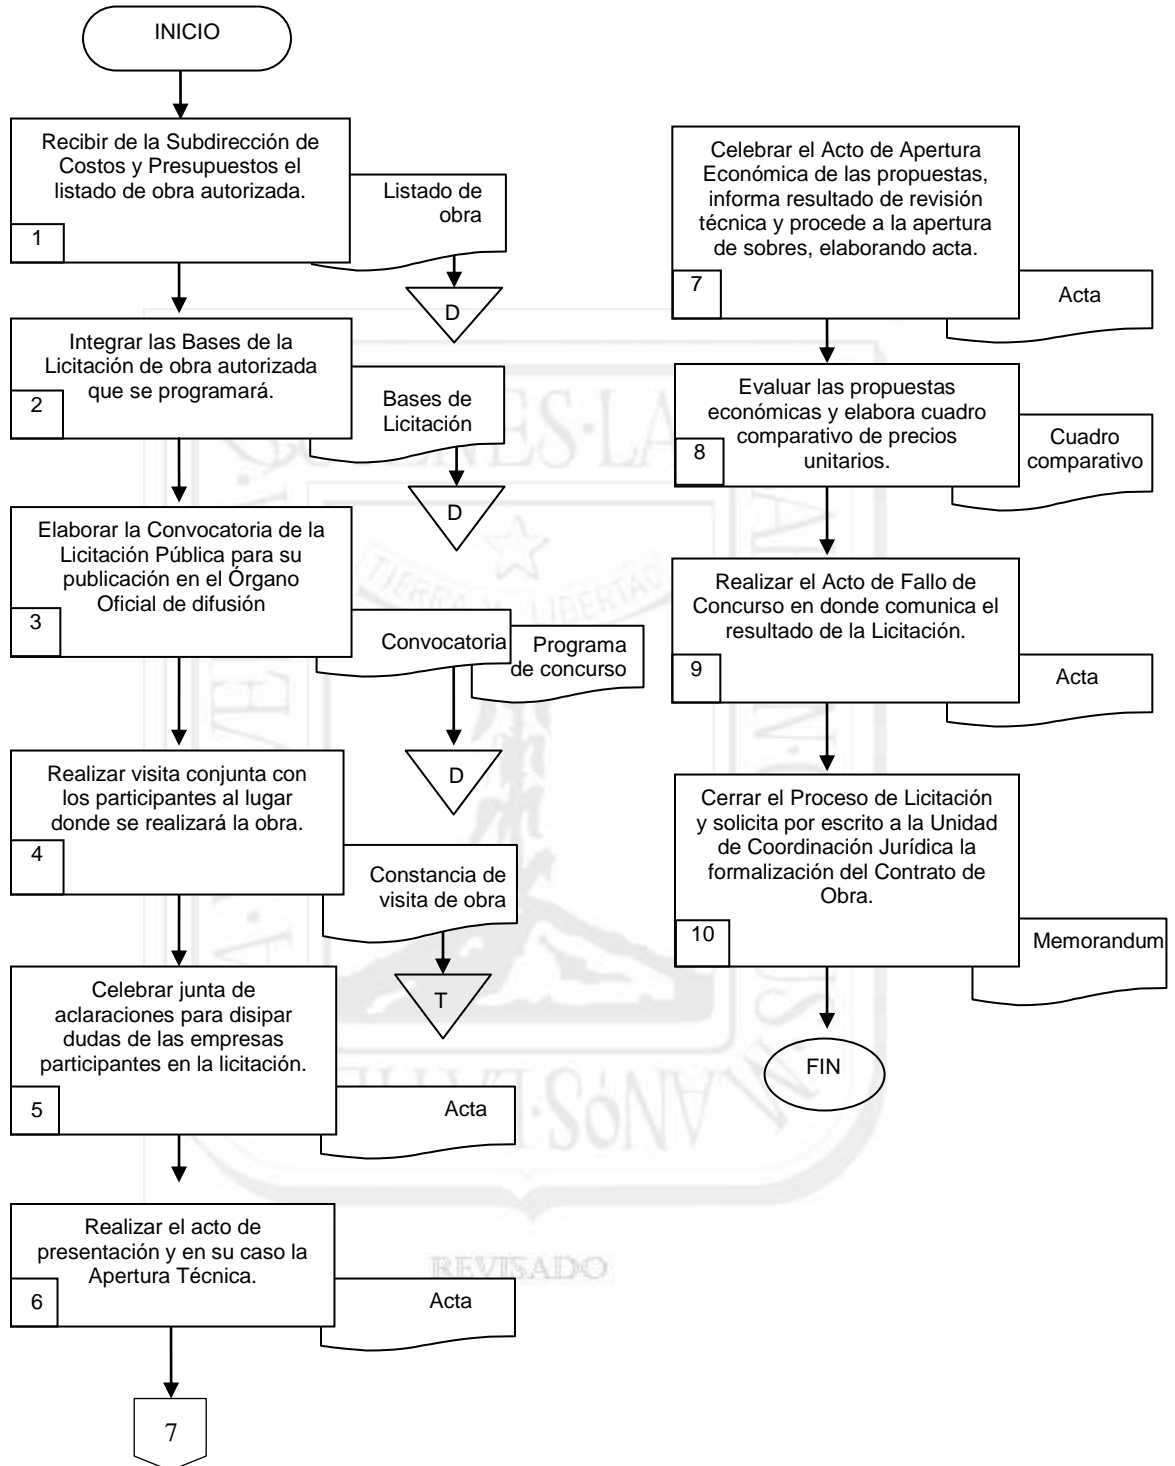 INICIO
Recibir de la Subdirección de
Costos y Presupuestos el
listado de obra autorizada.
1
Listado de
obra
D
Integrar las Bases de la
Licitación de obra autorizada
que se programará.
2
Bases de
Licitación
D
Elaborar la Convocatoria de la
Licitación Pública para su
publicación en el Órgano
Oficial de difusión
3
Convocatoria
Programa
de concurso
D
Realizar visita conjunta con
los participantes al lugar
donde se realizará la obra.
4
Constancia de
visita de obra
T
Celebrar junta de
aclaraciones para disipar
dudas de las empresas
participantes en la licitación.
5
Acta
Realizar el acto de
presentación y en su caso la
Apertura Técnica.
6
Acta
7
Celebrar el Acto de Apertura
Económica de las propuestas,
informa resultado de revisión
técnica y procede a la apertura
de sobres, elaborando acta.
7
Acta
Evaluar las propuestas
económicas y elabora cuadro
comparativo de precios
unitarios.
8
Cuadro
comparativo
Realizar el Acto de Fallo de
Concurso en donde comunica el
resultado de la Licitación.
9
Acta
Cerrar el Proceso de Licitación
y solicita por escrito a la Unidad
de Coordinación Jurídica la
formalización del Contrato de
Obra.
10
Memorandum
FIN
TIERRA Y LIBERTAD
REVISADO